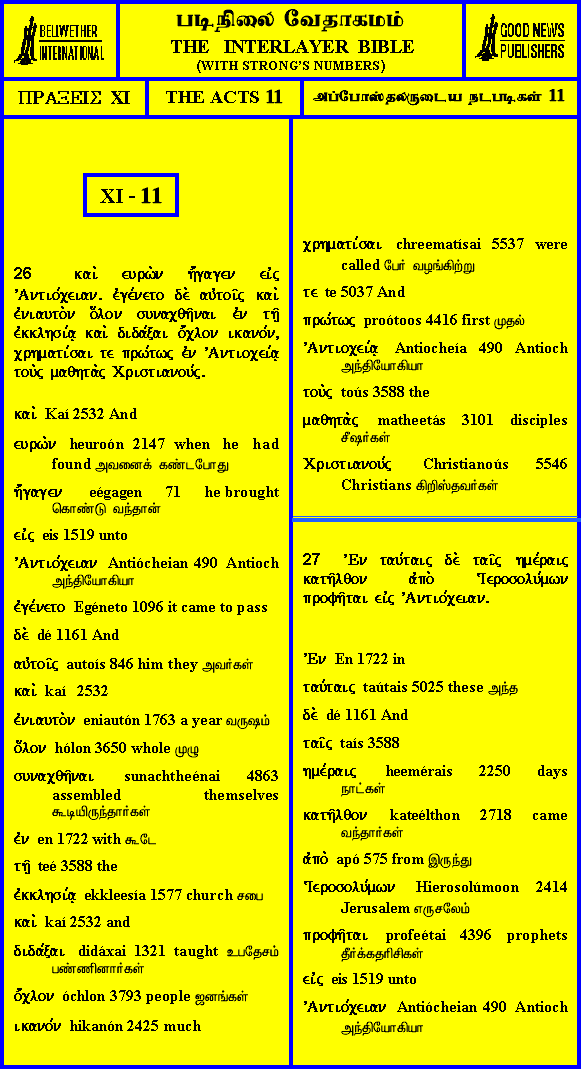 BELLWETHER
INTERNATIONAL
படிநிலை வேதாகமம்
THE INTERLAYER BIBLE
(WITH STRONG'S NUMBERS)
GOOD NEWS
PUBLISHERS
ΠΡΑΞΕΙΣ XI
THE ACTS 11
அப்போஸ்தலருடைய நடபடிகள் 11
XI - 11
26 καὶ ευρὼν ἤγαγεν εἰς
Ἀντιόχειαν. ἐγένετο δὲ αὐτοῖς καὶ
ἐνιαυτὸν ὅλον συναχθῆναι ἐν τῇ
ἐκκλησίᾳ καὶ διδάξαι ὄχλον ικανόν,
χρηματίσαι τε πρώτως ἐν Ἀντιοχείᾳ
τοὺς μαθητὰς Χριστιανούς.
καὶ Kaí 2532 And
ευρὼν heuroón 2147 when he had
found அவனைக் கண்டபோது
ἤγαγεν eégagen 71 he brought
கொண்டு வந்தான்
εἰς eis 1519 unto
Ἀντιόχειαν Antiócheian 490 Antioch
அந்தியோகியா
ἐγένετο Egéneto 1096 it came to pass
δὲ dé 1161 And
αὐτοῖς autoís 846 him they அவர்கள்
καὶ kaí 2532
ἐνιαυτὸν eniautón 1763 a year வருஷம்
ὅλον hólon 3650 whole முழு
συναχθῆναι sunachtheénai 4863
assembled themselves
கூடியிருந்தார்கள்
ἐν en 1722 with கூடே
τῇ teé 3588 the
ἐκκλησίᾳ ekkleesía 1577 church சபை
καὶ kaí 2532 and
διδάξαι didáxai 1321 taught உபதேசம்
பண்ணினார்கள்
ὄχλον óchlon 3793 people ஜனங்கள்
ικανόν hikanón 2425 much
χρηματίσαι chreematísai 5537 were
called பேர் வழங்கிற்று
τε te 5037 And
πρώτως proótoos 4416 first முதல்
Ἀντιοχείᾳ Antiocheía 490 Antioch
அந்தியோகியா
τοὺς toús 3588 the
μαθητὰς matheetás 3101 disciples
சீஷர்கள்
Χριστιανούς Christianoús 5546
Christians கிறிஸ்தவர்கள்
27 Ἐν ταύταις δὲ ταῖς ημέραις
κατῆλθον ἀπὸ Ἱεροσολύμων
προφῆται εἰς Ἀντιόχειαν.
Ἐν En 1722 in
ταύταις taútais 5025 these அந்த
δὲ dé 1161 And
ταῖς taís 3588
ημέραις heemérais 2250 days
நாட்கள்
κατῆλθον kateélthon 2718 came
வந்தார்கள்
ἀπὸ apó 575 from இருந்து
Ἱεροσολύμων Hierosolúmoon 2414
Jerusalem எருசலேம்
προφῆται profeétai 4396 prophets
தீர்க்கதரிசிகள்
εἰς eis 1519 unto
Ἀντιόχειαν Antiócheian 490 Antioch
அந்தியோகியா